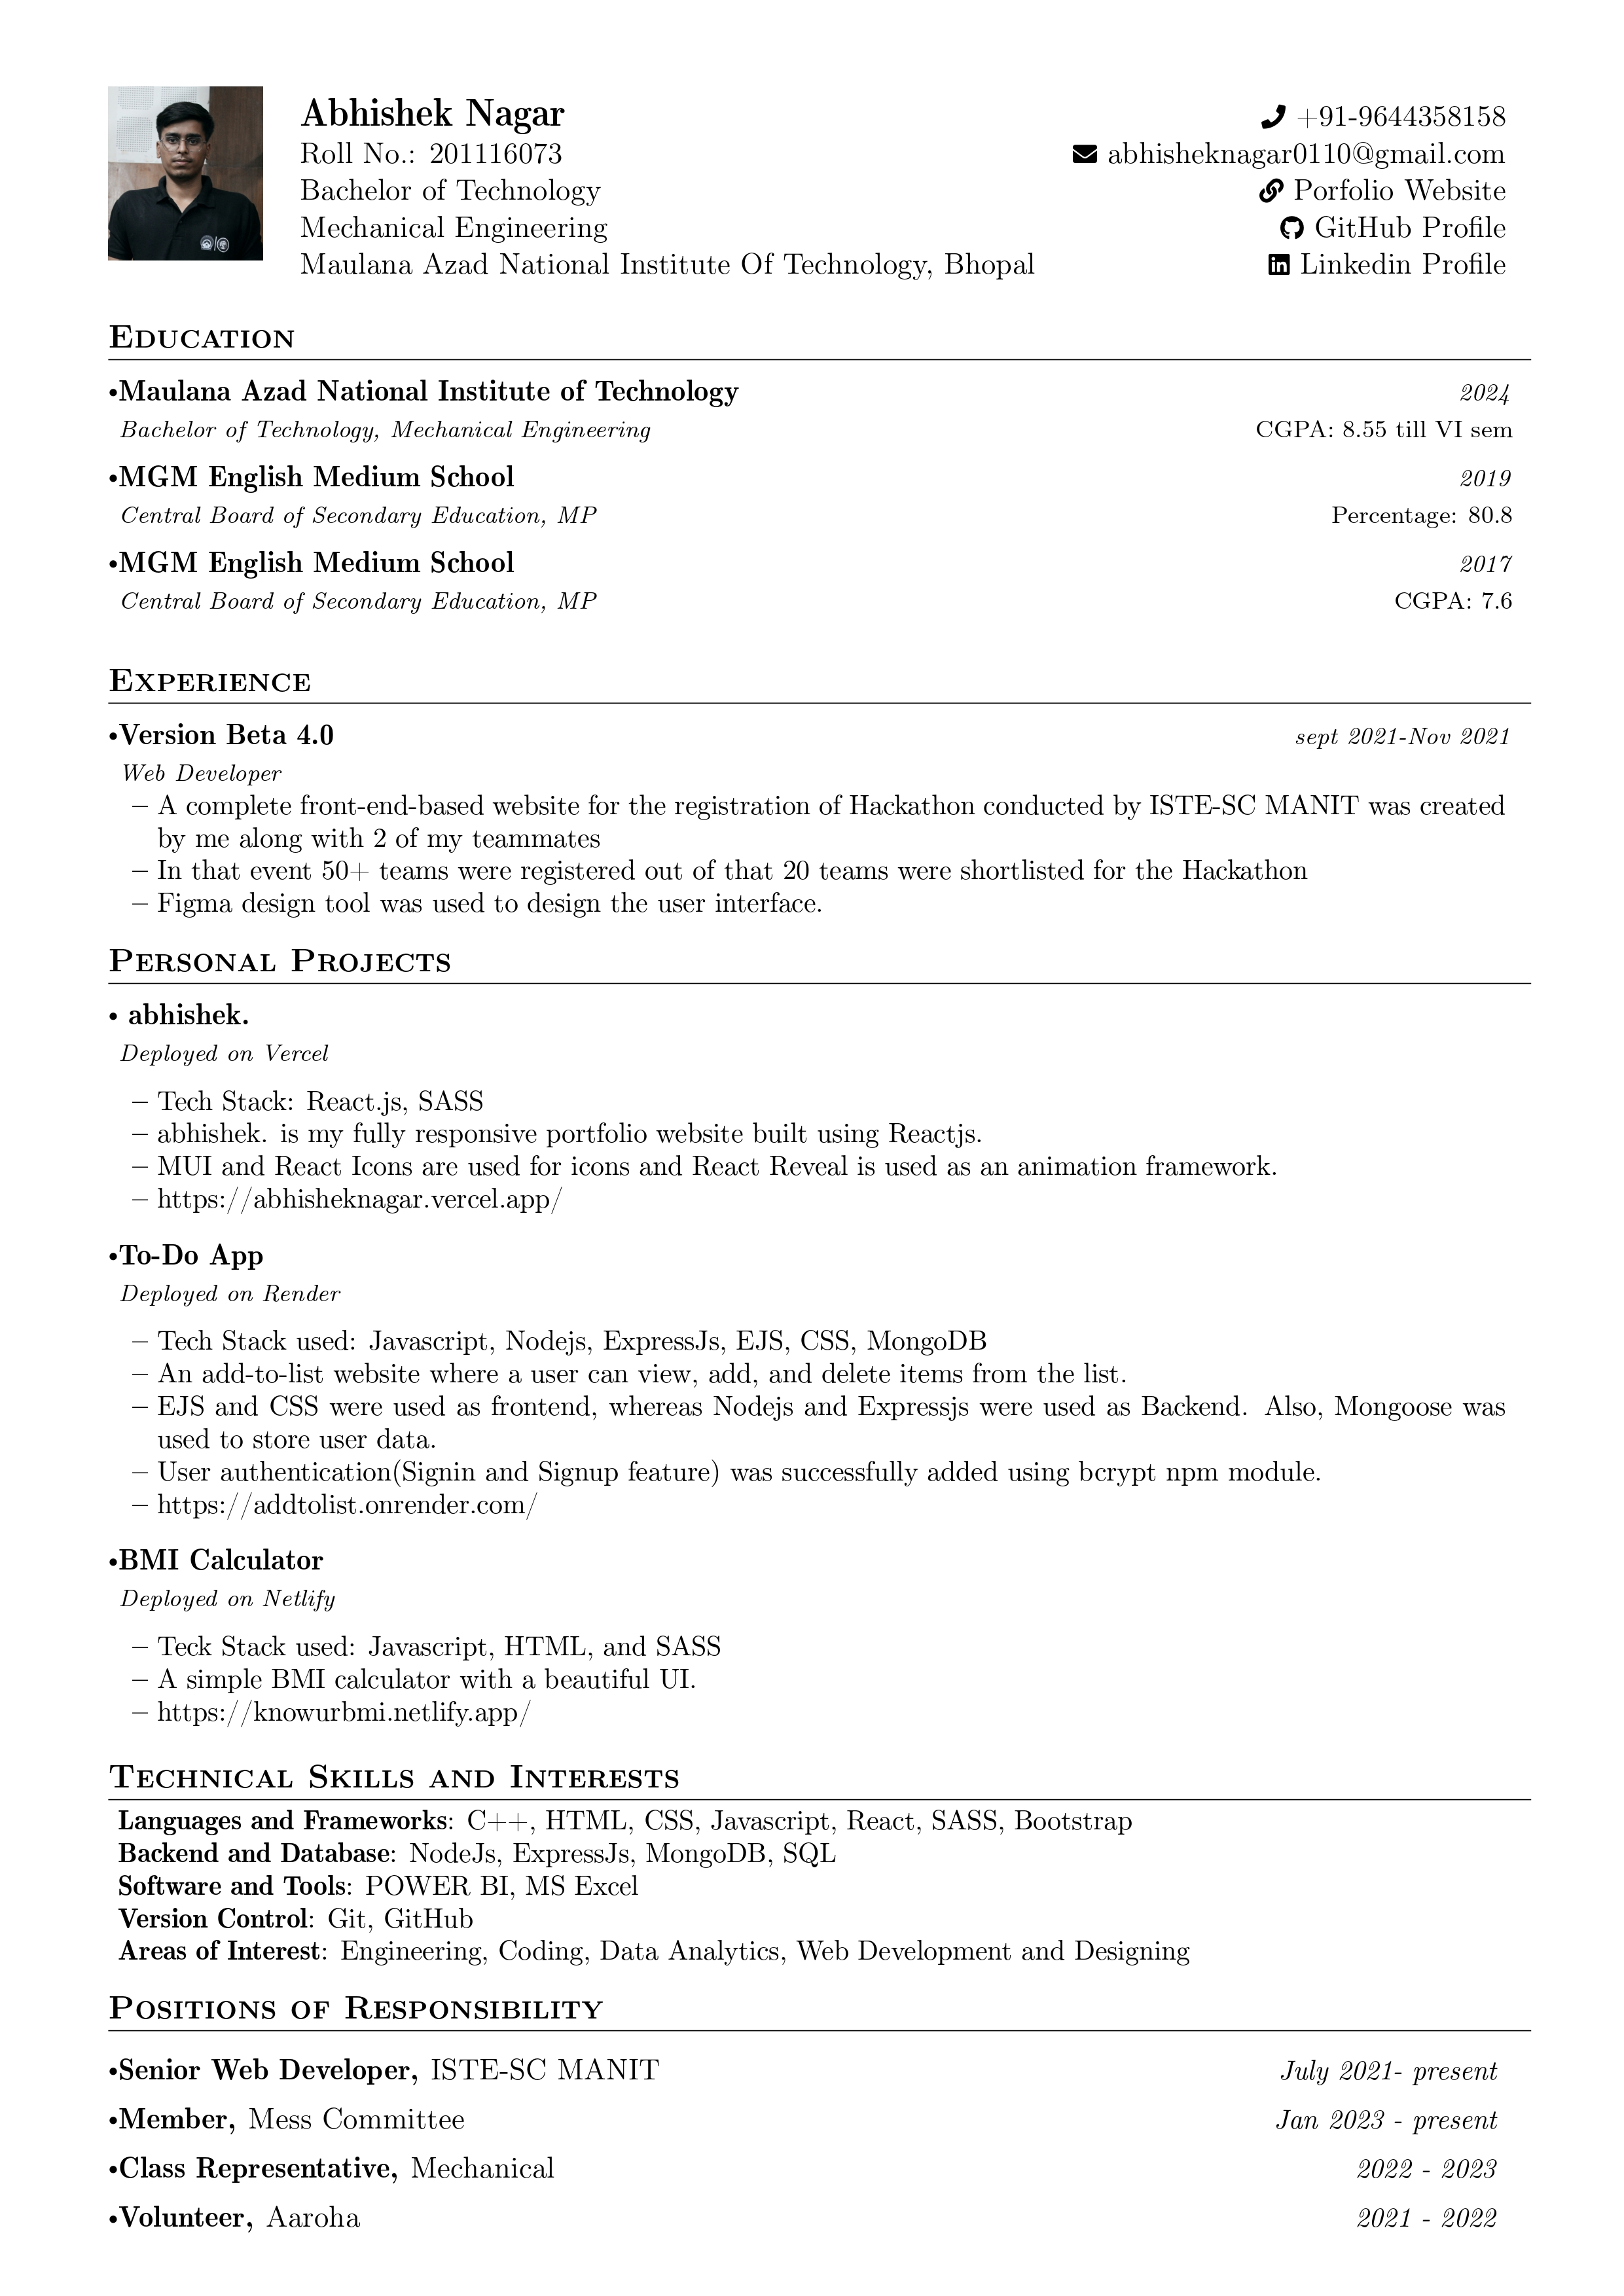 Abhishek Nagar
Roll No.: 201116073
Bachelor of Technology
Mechanical Engineering
Maulana Azad National Institute Of Technology, Bhopal
+91-9644358158
abhisheknagar0110@gmail.com
Porfolio Website
GitHub Profile
Linkedin Profile
Education
•Maulana Azad National Institute of Technology 2024
Bachelor of Technology, Mechanical Engineering CGPA: 8.55 till VI sem
•MGM English Medium School 2019
Central Board of Secondary Education, MP Percentage: 80.8
•MGM English Medium School 2017
Central Board of Secondary Education, MP CGPA: 7.6
Experience
•Version Beta 4.0 sept 2021-Nov 2021
Web Developer
– A complete front-end-based website for the registration of Hackathon conducted by ISTE-SC MANIT was created
by me along with 2 of my teammates
– In that event 50+ teams were registered out of that 20 teams were shortlisted for the Hackathon
– Figma design tool was used to design the user interface.
Personal Projects
• abhishek.
Deployed on Vercel
– Tech Stack: React.js, SASS
– abhishek. is my fully responsive portfolio website built using Reactjs.
– MUI and React Icons are used for icons and React Reveal is used as an animation framework.
– https://abhisheknagar.vercel.app/
•To-Do App
Deployed on Render
– Tech Stack used: Javascript, Nodejs, ExpressJs, EJS, CSS, MongoDB
– An add-to-list website where a user can view, add, and delete items from the list.
– EJS and CSS were used as frontend, whereas Nodejs and Expressjs were used as Backend. Also, Mongoose was
used to store user data.
– User authentication(Signin and Signup feature) was successfully added using bcrypt npm module.
– https://addtolist.onrender.com/
•BMI Calculator
Deployed on Netlify
– Teck Stack used: Javascript, HTML, and SASS
– A simple BMI calculator with a beautiful UI.
– https://knowurbmi.netlify.app/
Technical Skills and Interests
Languages and Frameworks: C++, HTML, CSS, Javascript, React, SASS, Bootstrap
Backend and Database: NodeJs, ExpressJs, MongoDB, SQL
Software and Tools: POWER BI, MS Excel
Version Control: Git, GitHub
Areas of Interest: Engineering, Coding, Data Analytics, Web Development and Designing
Positions of Responsibility
•Senior Web Developer, ISTE-SC MANIT July 2021- present
•Member, Mess Committee Jan 2023 - present
•Class Representative, Mechanical 2022 - 2023
•Volunteer, Aaroha 2021 - 2022